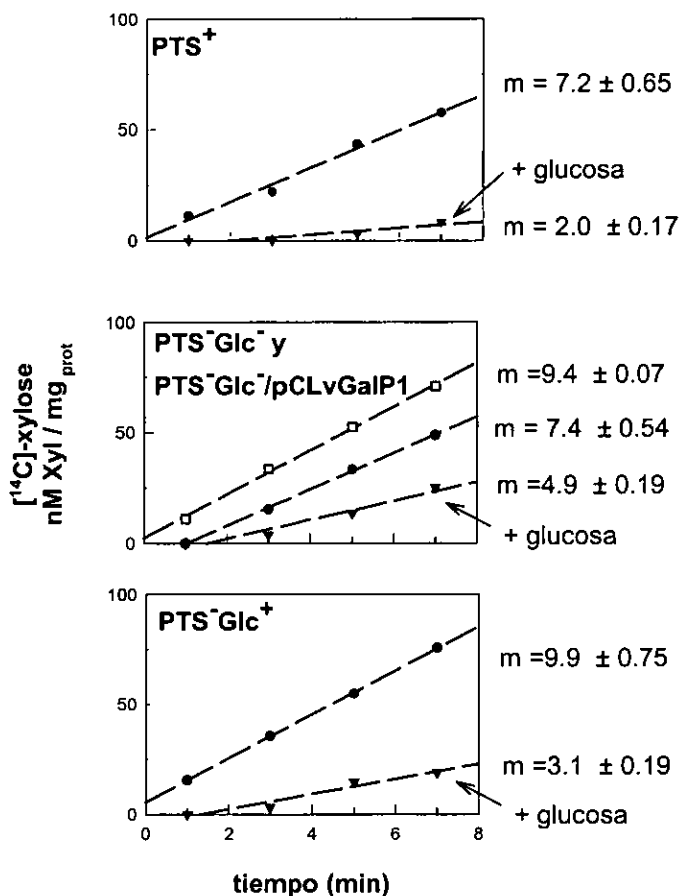 100
PTS⁺
m = 7.2 ± 0.65
50
+ glucosa
m = 2.0 ± 0.17
0
100
PTS⁻Glc⁻ y
PTS⁻Glc⁻/pCLvGalP1
m =9.4 ± 0.07
m = 7.4 ± 0.54
50
m =4.9 ± 0.19
+ glucosa
0
[¹⁴C]-xylose
nM Xyl / mg prot
100
PTS⁻Glc⁺
m =9.9 ± 0.75
50
m =3.1 ± 0.19
+ glucosa
0
0 2 4 6 8
tiempo (min)